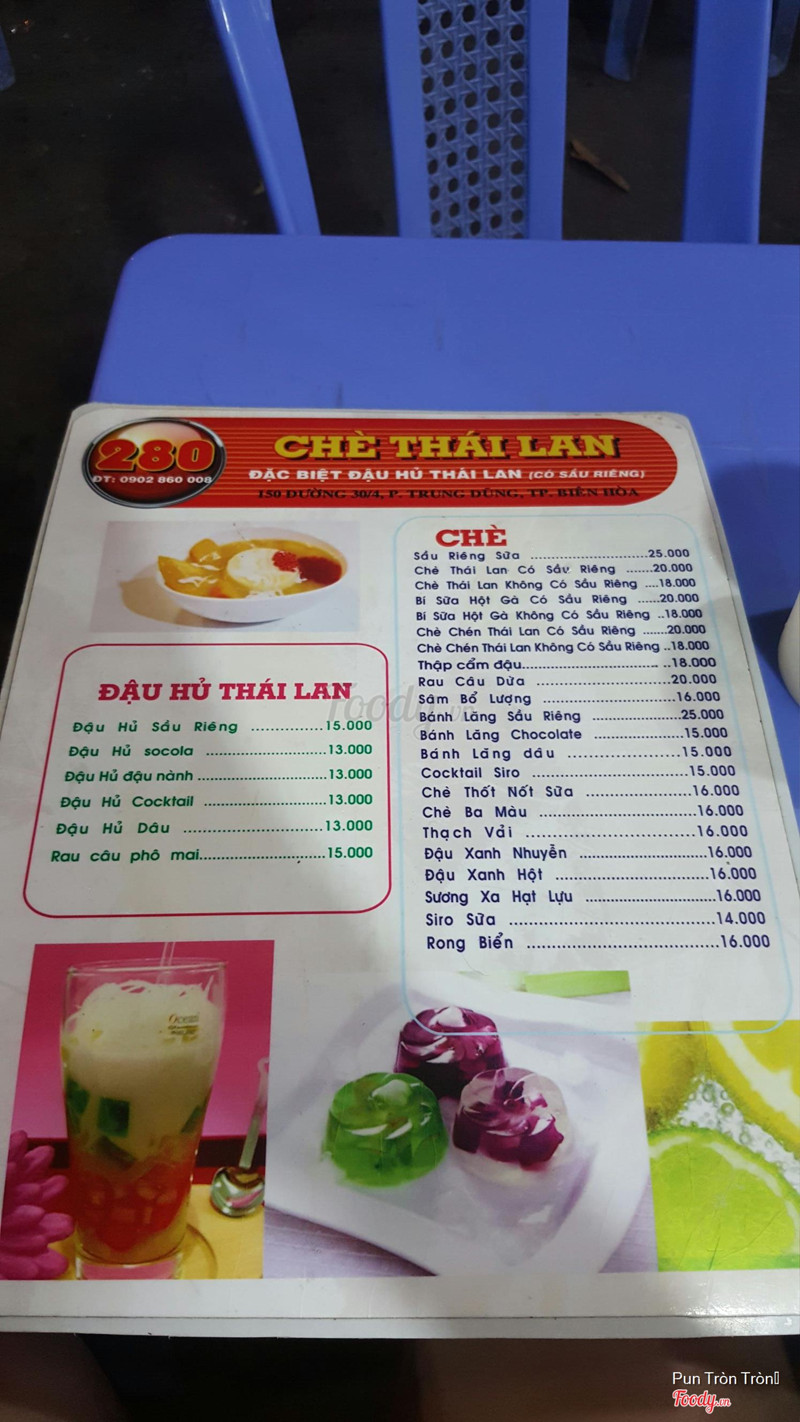 280
ĐT: 0902 860 008
CHÈ THÁI LAN
ĐẶC BIỆT ĐẬU HỦ THÁI LAN (CÓ SẦU RIÊNG)
150 ĐƯỜNG 30/4, P. TRUNG DŨNG, TP. BIÊN HÒA
ĐẬU HỦ THÁI LAN
Đậu Hủ Sầu Riêng ..............15.000
Đậu Hủ socola ..............13.000
Đậu Hủ đậu nành ..............13.000
Đậu Hủ Cocktail ..............13.000
Đậu Hủ Dâu ..............13.000
Rau câu phô mai..............15.000
CHÈ
Sầu Riêng Sữa ..............25.000
Chè Thái Lan Có Sầu Riêng .......20.000
Chè Thái Lan Không Có Sầu Riêng ....18.000
Bí Sữa Hột Gà Có Sầu Riêng ......20.000
Bí Sữa Hột Gà Không Có Sầu Riêng ..18.000
Chè Chén Thái Lan Có Sầu Riêng .......20.000
Chè Chén Thái Lan Không Có Sầu Riêng ..18.000
Thập cẩm đậu..............18.000
Rau Câu Dừa ..............20.000
Sâm Bổ Lượng ..............16.000
Bánh Lăng Sầu Riêng ..............25.000
Bánh Lăng Chocolate ..............15.000
Bánh Lăng dâu ..............15.000
Cocktail Siro ..............15.000
Chè Thốt Nốt Sữa ..............16.000
Chè Ba Màu ..............16.000
Thạch Vải ..............16.000
Đậu Xanh Nhuyễn ..............16.000
Đậu Xanh Hột ..............16.000
Sương Xa Hạt Lựu ..............16.000
Siro Sữa ..............14.000
Rong Biển ..............16.000
Foody.vn
Ocean
Pun Tròn Tròn
Foody.vn